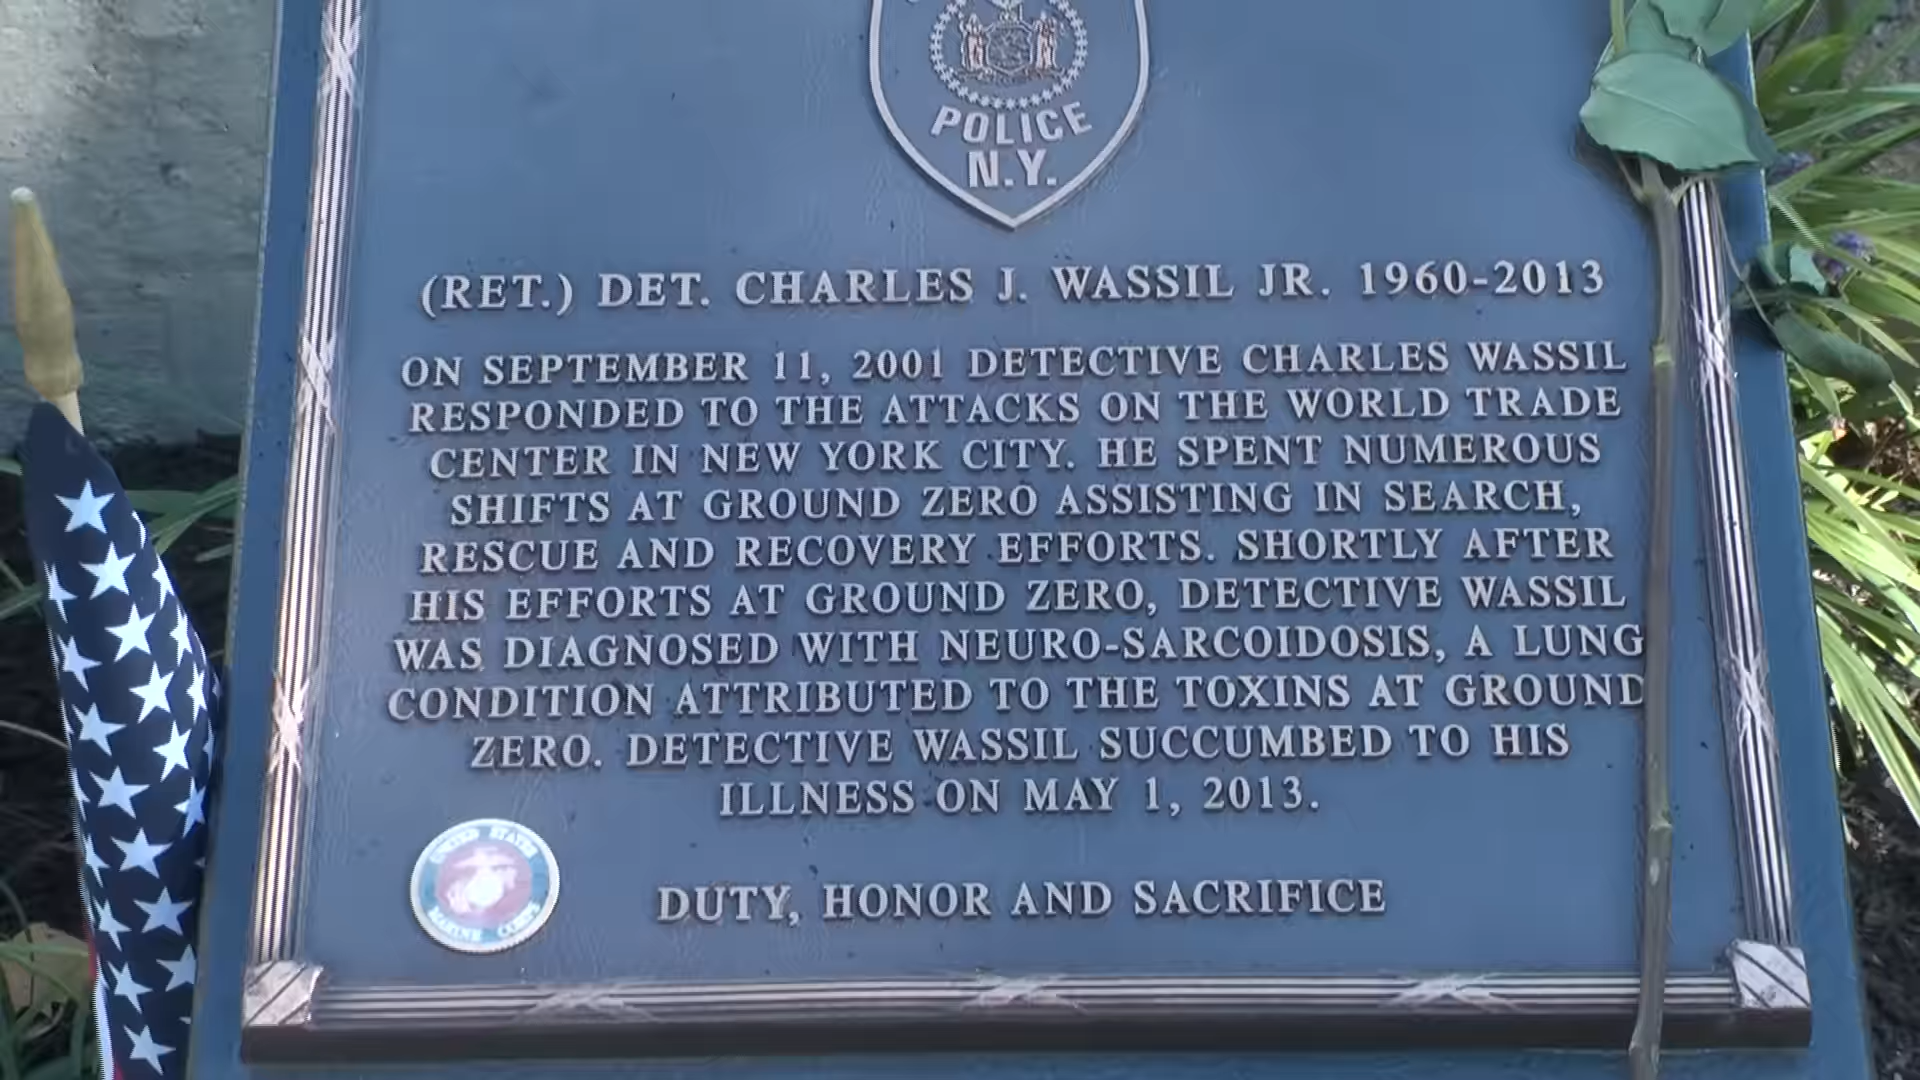 POLICE
N.Y.
(RET.) DET. CHARLES J. WASSIL JR. 1960-2013
ON SEPTEMBER 11, 2001 DETECTIVE CHARLES WASSIL
RESPONDED TO THE ATTACKS ON THE WORLD TRADE
CENTER IN NEW YORK CITY. HE SPENT NUMEROUS
SHIFTS AT GROUND ZERO ASSISTING IN SEARCH,
RESCUE AND RECOVERY EFFORTS. SHORTLY AFTER
HIS EFFORTS AT GROUND ZERO, DETECTIVE WASSIL
WAS DIAGNOSED WITH NEURO-SARCOIDOSIS, A LUNG
CONDITION ATTRIBUTED TO THE TOXINS AT GROUND
ZERO. DETECTIVE WASSIL SUCCUMBED TO HIS
ILLNESS ON MAY 1, 2013.
UNITED STATES
MARINE CORPS
DUTY, HONOR AND SACRIFICE